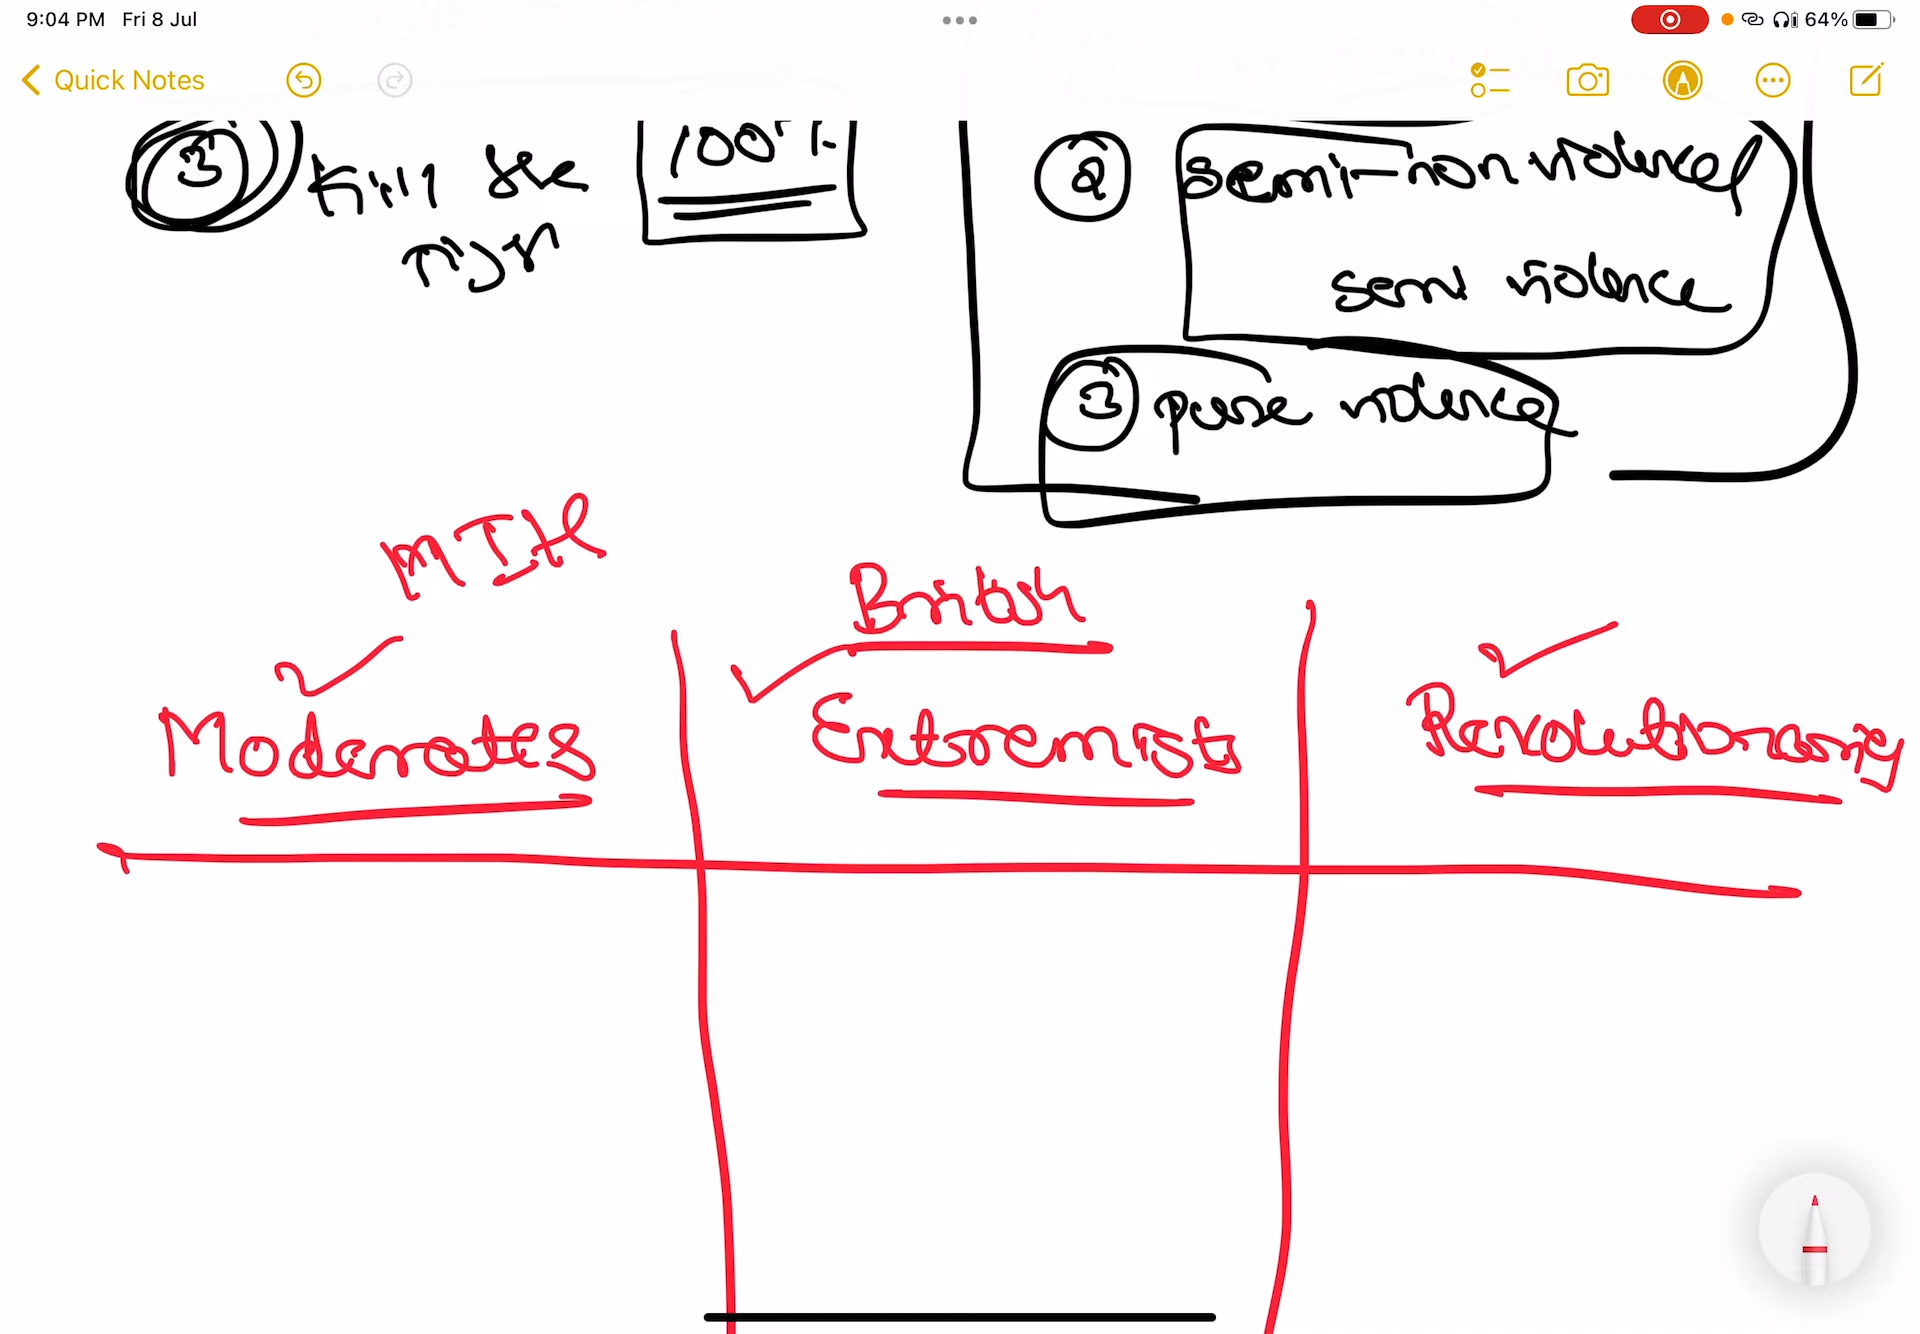 9:04 PM Fri 8 Jul
64%
Quick Notes
3 Kill the
100%
2 semi-non violence
semi violence
3 pure violence
MIH
British
Moderates
Extremists
Revolutionary